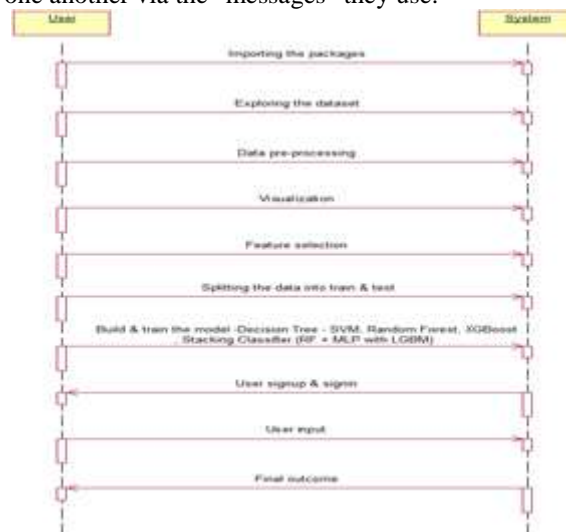 one another via the "messages" they use.
User System
Importing the packages
Exploring the dataset
Data pre-processing
Visualization
Feature selection
Splitting the data into train & test
Build & train the model -Decision Tree - SVM, Random Forest, XGBoost
, Stacking Classifier (RF + MLP with LGBM)
User signup & signin
User input
Final outcome